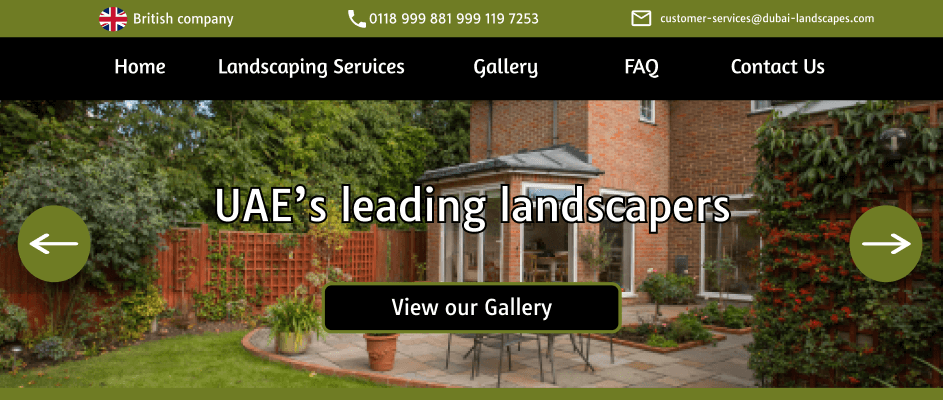 British company
0118 999 881 999 119 7253
customer-services@dubai-landscapes.com
Home
Landscaping Services
Gallery
FAQ
Contact Us
UAE’s leading landscapers
View our Gallery